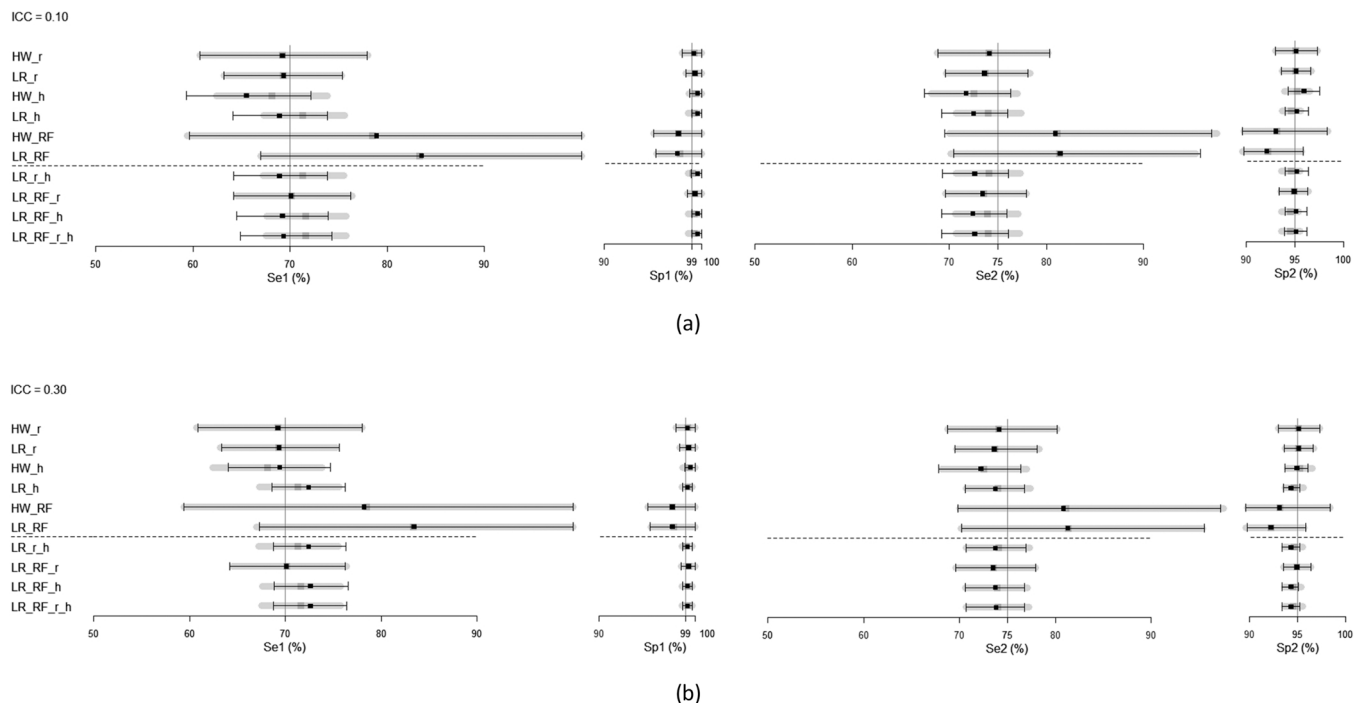 ICC = 0.10
HW_r
LR_r
HW_h
LR_h
HW_RF
LR_RF
LR_r_h
LR_RF_r
LR_RF_h
LR_RF_r_h
50 60 70 80 90 90 99 100 50 60 70 75 80 90 90 95 100
Se1 (%) Sp1 (%) Se2 (%) Sp2 (%)
(a)
ICC = 0.30
HW_r
LR_r
HW_h
LR_h
HW_RF
LR_RF
LR_r_h
LR_RF_r
LR_RF_h
LR_RF_r_h
50 60 70 80 90 90 99 100 50 60 70 75 80 90 90 95 100
Se1 (%) Sp1 (%) Se2 (%) Sp2 (%)
(b)